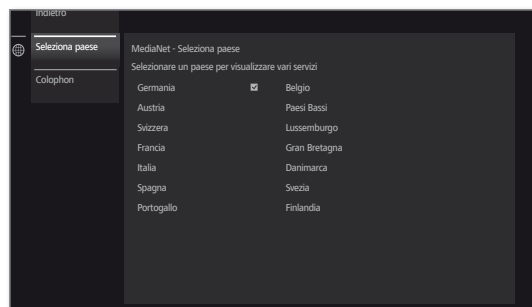 Indietro
Seleziona paese
Colophon
MediaNet - Seleziona paese
Selezionare un paese per visualizzare vari servizi
Germania
Belgio
Austria
Paesi Bassi
Svizzera
Lussemburgo
Francia
Gran Bretagna
Italia
Danimarca
Spagna
Svezia
Portogallo
Finlandia